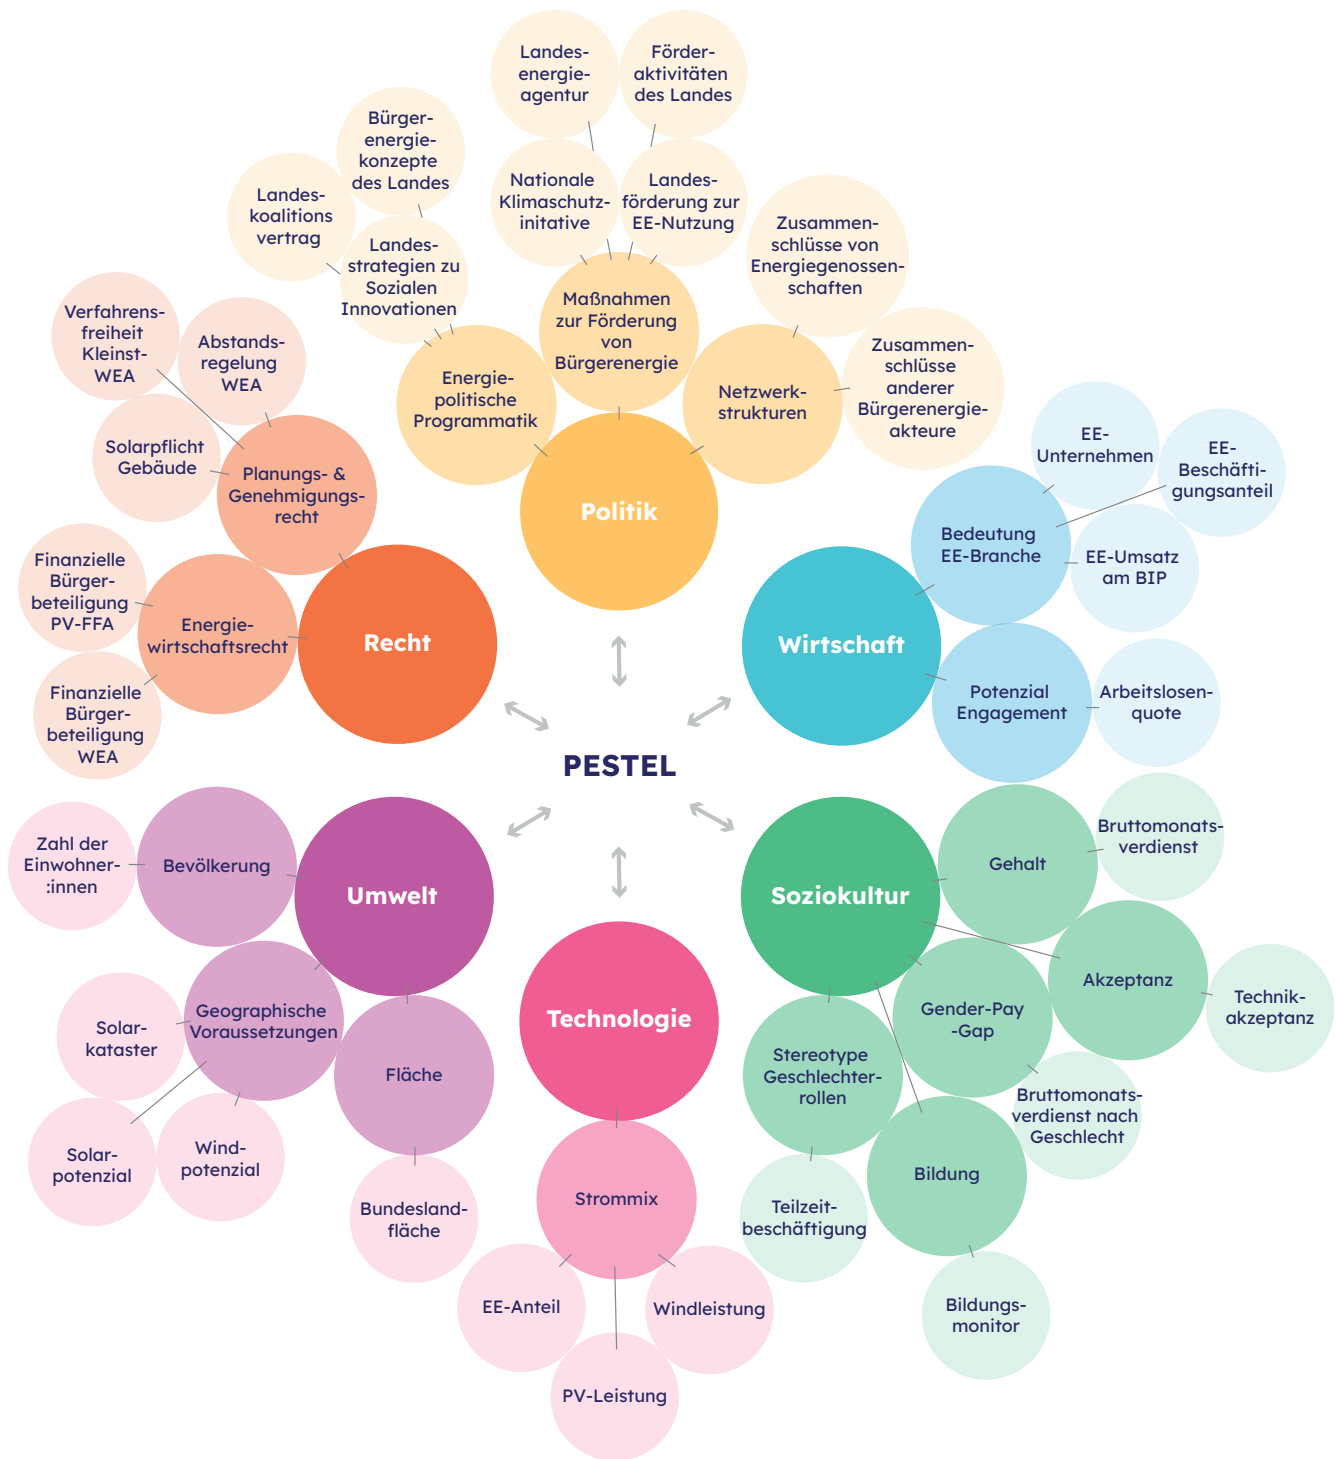 Landes-
energie-
agentur
Förder-
aktivitäten
des Landes
Bürger-
energie-
konzepte
des Landes
Landes-
koalitions
vertrag
Nationale
Klimaschutz-
initative
Landes-
förderung zur
EE-Nutzung
Landes-
strategien zu
Sozialen
Innovationen
Zusammen-
schlüsse von
Energiegenossen-
schaften
Zusammen-
schlüsse
anderer
Bürgerenergie-
akteure
Maßnahmen
zur Förderung
von
Bürgerenergie
Energie-
politische
Programmatik
Netzwerk-
strukturen
Politik
Verfahrens-
freiheit
Kleinst-
WEA
Abstands-
regelung
WEA
Solarpflicht
Gebäude
Planungs- &
Genehmigungs-
recht
Finanzielle
Bürger-
beteiligung
PV-FFA
Energie-
wirtschaftsrecht
Finanzielle
Bürger-
beteiligung
WEA
Recht
EE-
Unternehmen
EE-
Beschäfti-
gungsanteil
Bedeutung
EE-Branche
EE-Umsatz
am BIP
Wirtschaft
Potenzial
Engagement
Arbeitslosen-
quote
PESTEL
Zahl der
Einwohner-
:innen
Bevölkerung
Umwelt
Geographische
Voraussetzungen
Solar-
kataster
Solar-
potenzial
Wind-
potenzial
Fläche
Bundesland-
fläche
Technologie
Strommix
EE-Anteil
PV-Leistung
Windleistung
Soziokultur
Gehalt
Bruttomonats-
verdienst
Akzeptanz
Technik-
akzeptanz
Gender-Pay
-Gap
Bruttomonats-
verdienst nach
Geschlecht
Stereotype
Geschlechter-
rollen
Teilzeit-
beschäftigung
Bildung
Bildungs-
monitor